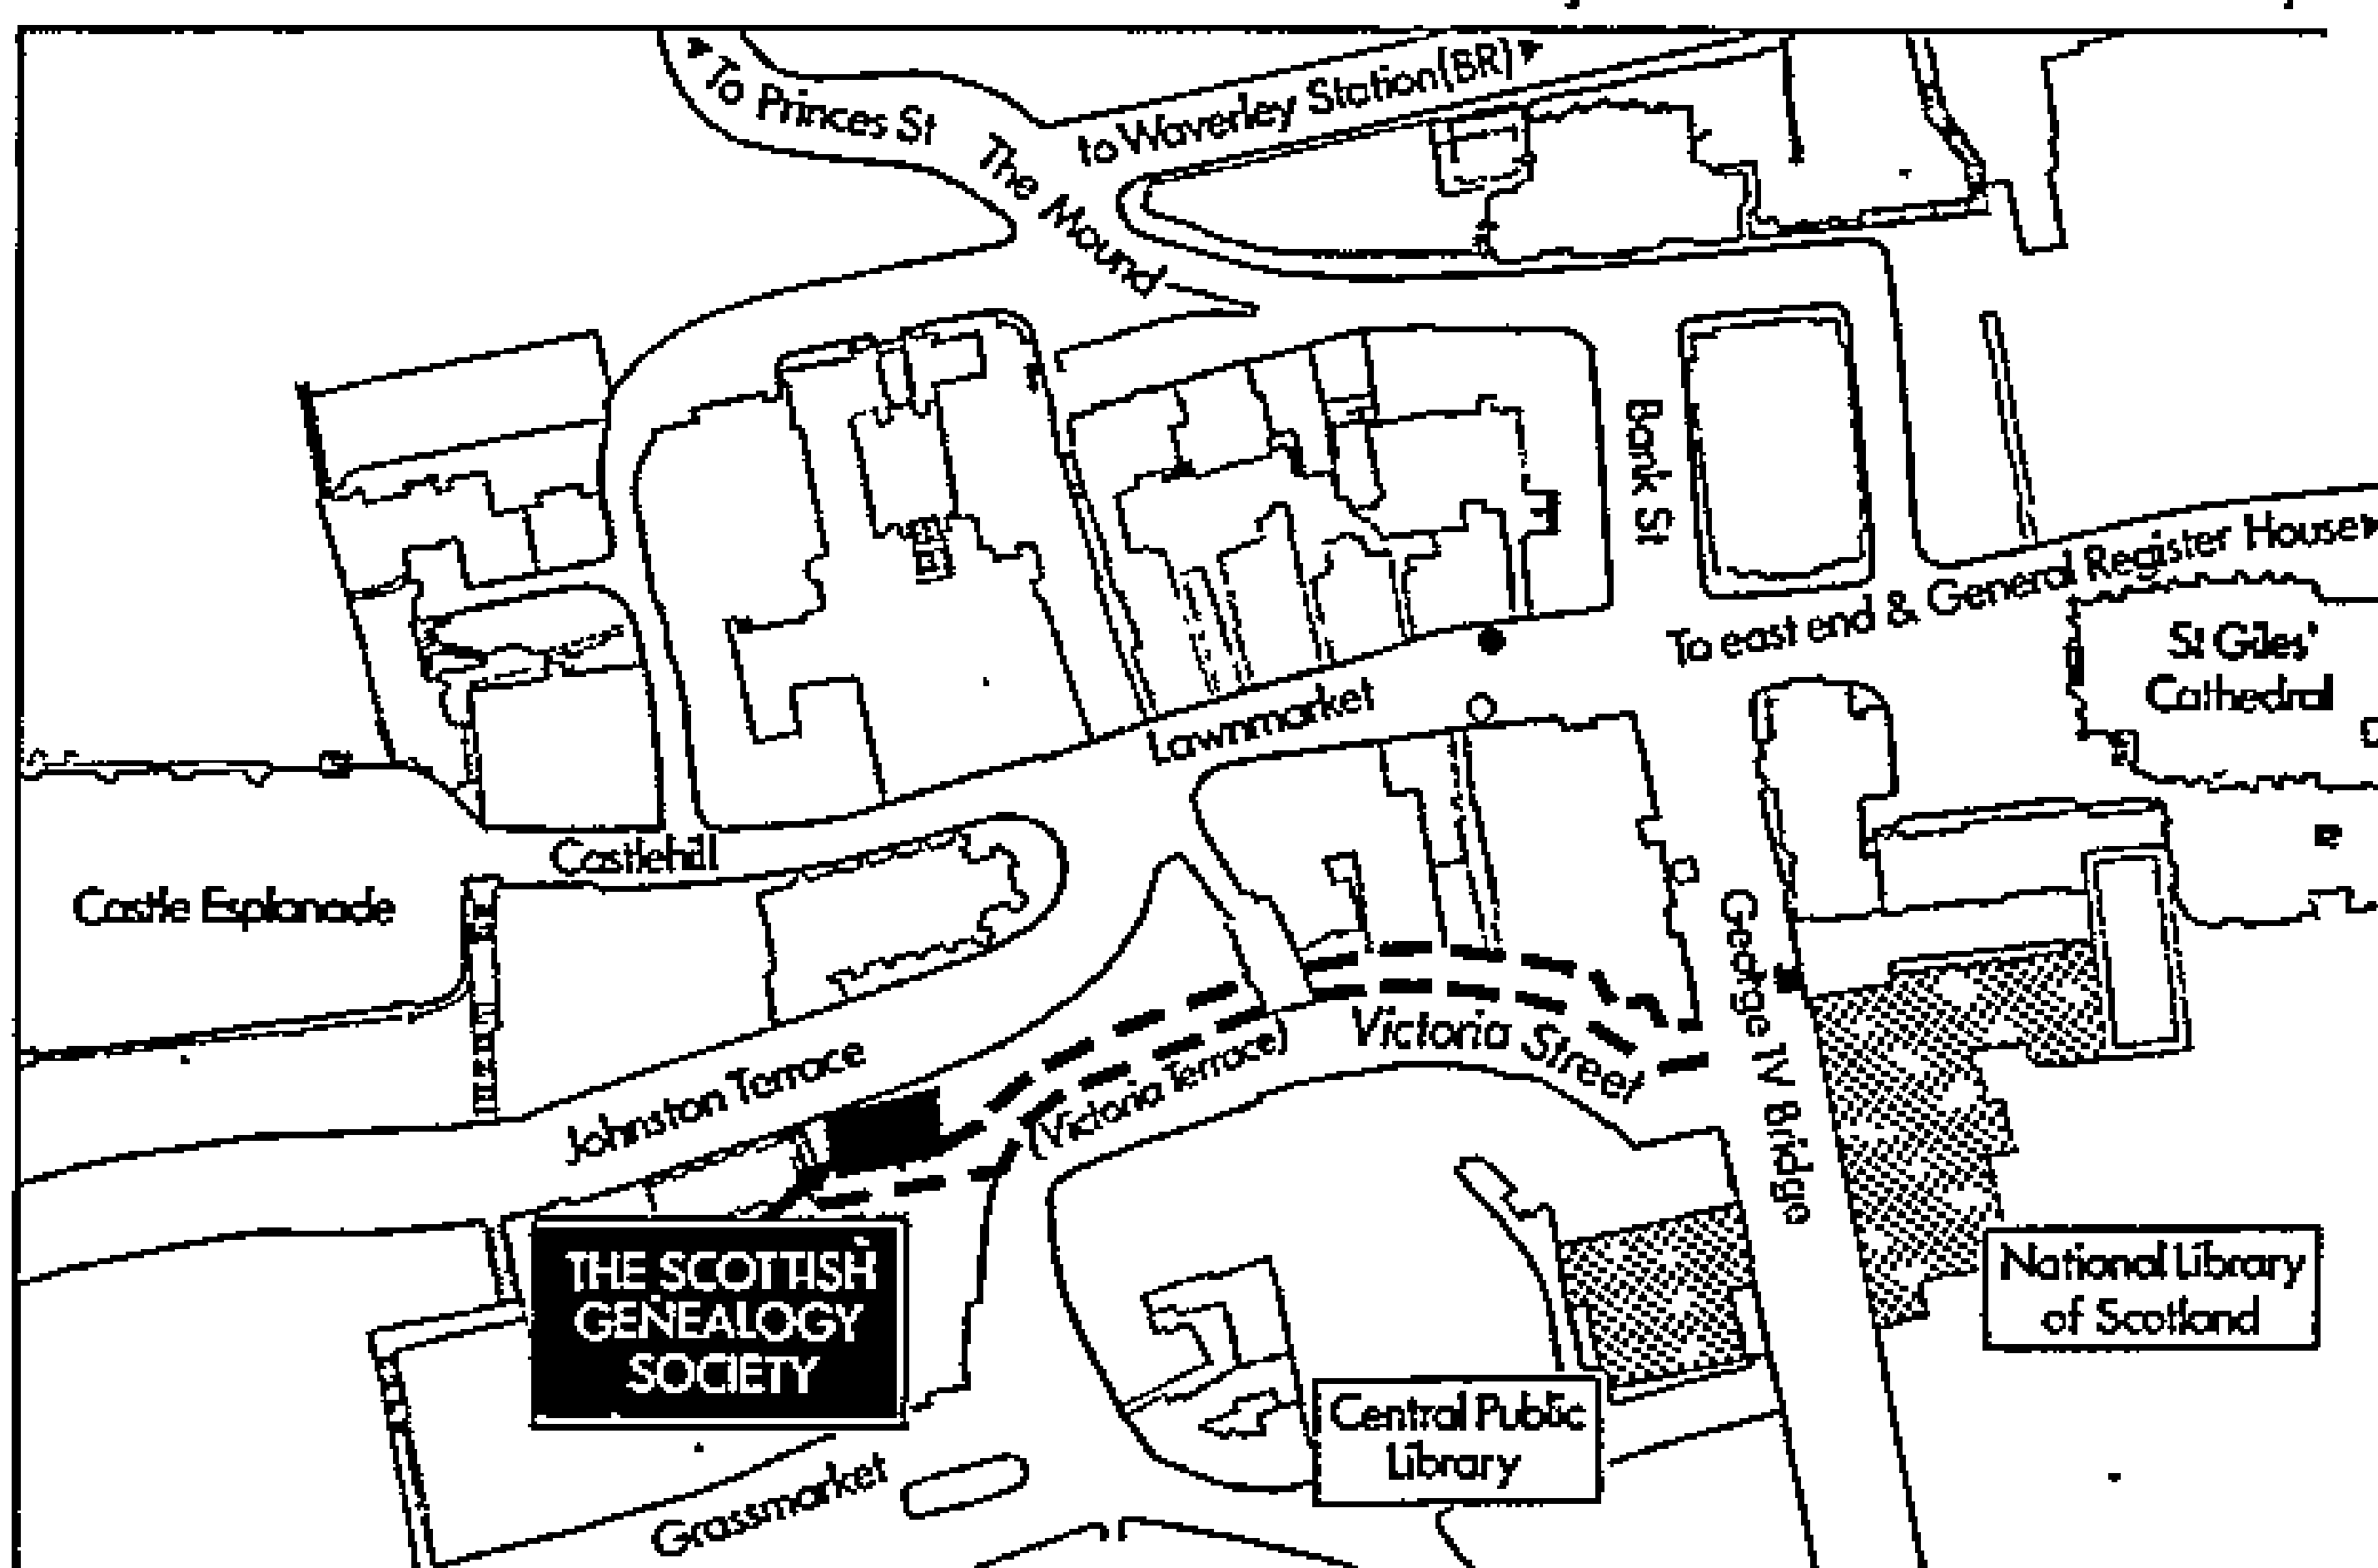 To Princes St
to Waverley Station(BR)
The Mound
Bank St
To east end & General Register House
St Giles'
Cathedral
Lawnmarket
Castlehill
Castle Esplanade
George IV Bridge
Victoria Street
(Victoria Terrace)
Johnston Terrace
THE SCOTTISH
GENEALOGY
SOCIETY
National Library
of Scotland
Central Public
Library
Grassmarket